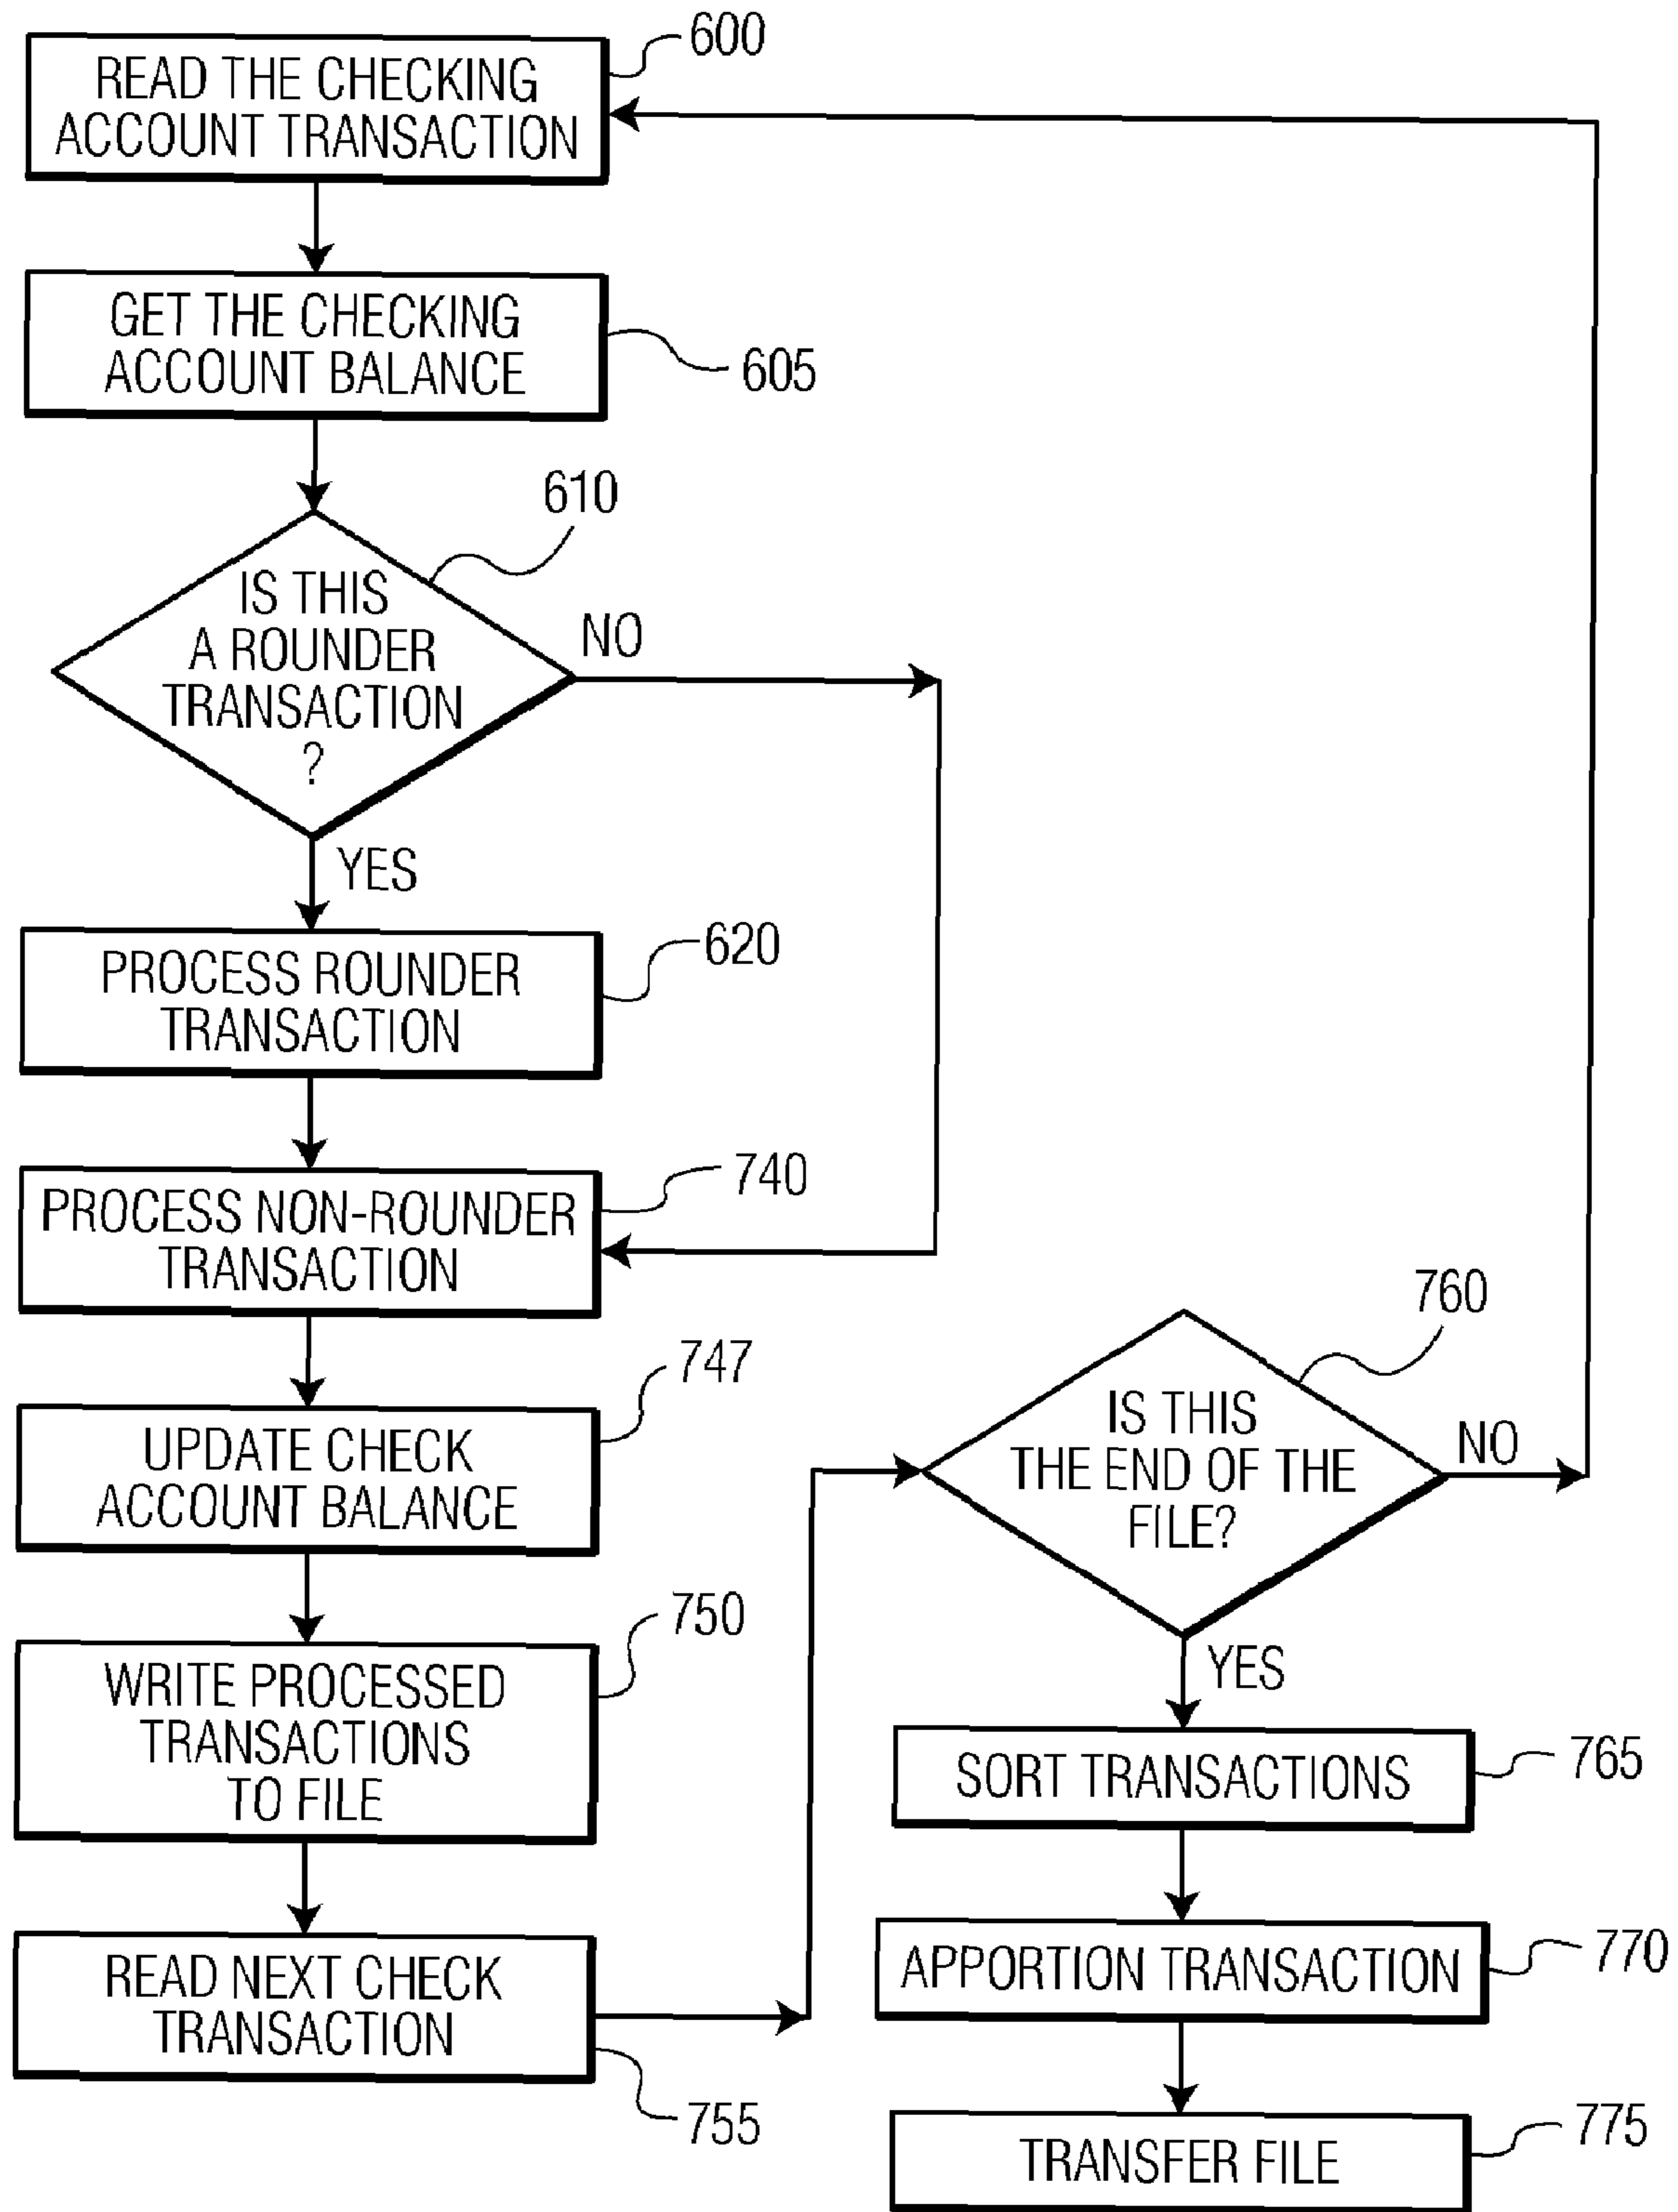 600
READ THE CHECKING
ACCOUNT TRANSACTION
GET THE CHECKING
ACCOUNT BALANCE
605
610
IS THIS
A ROUNDER
TRANSACTION
?
NO
YES
620
PROCESS ROUNDER
TRANSACTION
740
PROCESS NON-ROUNDER
TRANSACTION
747
UPDATE CHECK
ACCOUNT BALANCE
750
WRITE PROCESSED
TRANSACTIONS
TO FILE
READ NEXT CHECK
TRANSACTION
755
760
IS THIS
THE END OF THE
FILE?
NO
YES
SORT TRANSACTIONS
765
APPORTION TRANSACTION
770
TRANSFER FILE
775